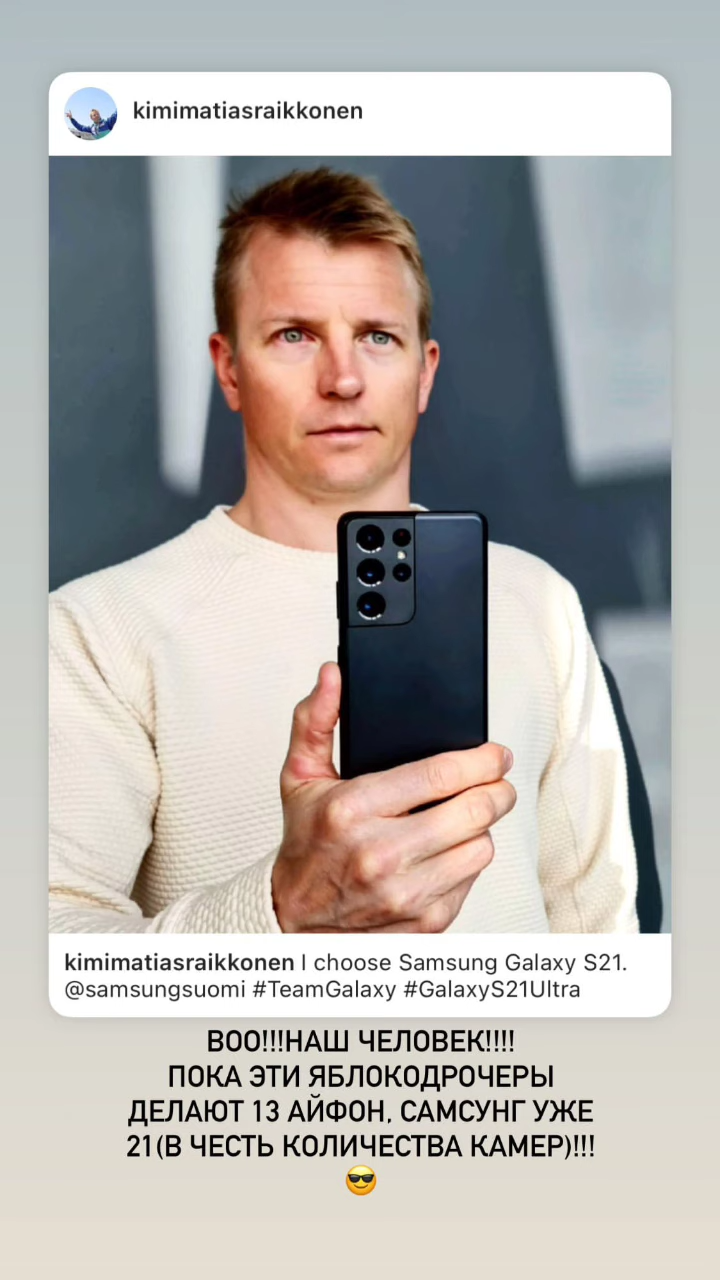 kimimatiasraikkonen
kimimatiasraikkonen I choose Samsung Galaxy S21.
@samsungsuomi #TeamGalaxy #GalaxyS21Ultra
ВОО!!!НАШ ЧЕЛОВЕК!!!!
ПОКА ЭТИ ЯБЛОКОДРОЧЕРЫ
ДЕЛАЮТ 13 АЙФОН, САМСУНГ УЖЕ
21(В ЧЕСТЬ КОЛИЧЕСТВА КАМЕР)!!!
😎